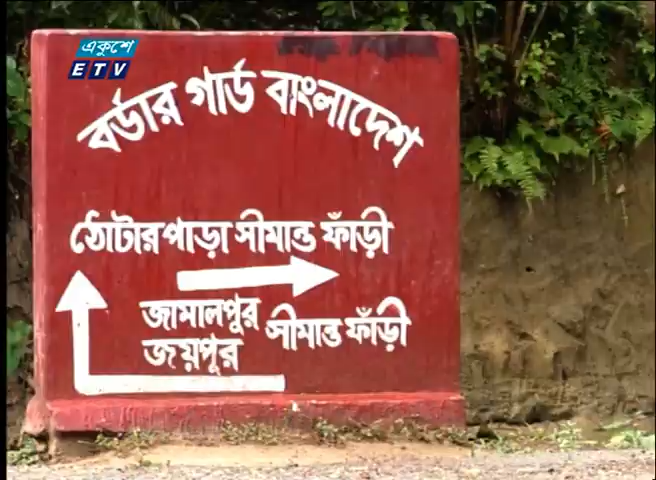 একুশে
ETV
বর্ডার গার্ড বাংলাদেশ
ঠোটারপাড়া সীমান্ত ফাঁড়ী
জামালপুর
জয়পুর
সীমান্ত ফাঁড়ী